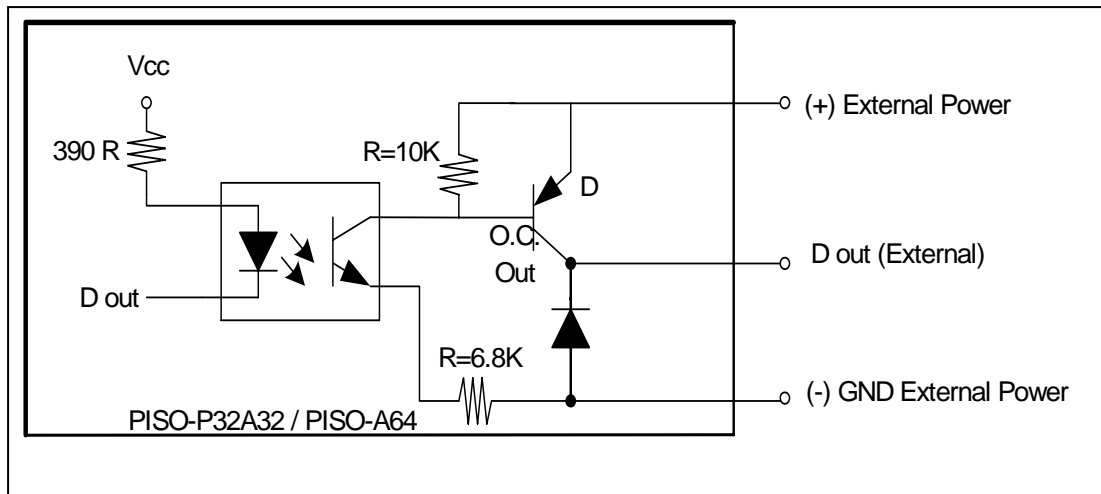 Vcc
(+) External Power
390 R
R=10K
D
O.C.
Out
D out (External)
D out
R=6.8K
(-) GND External Power
PISO-P32A32 / PISO-A64